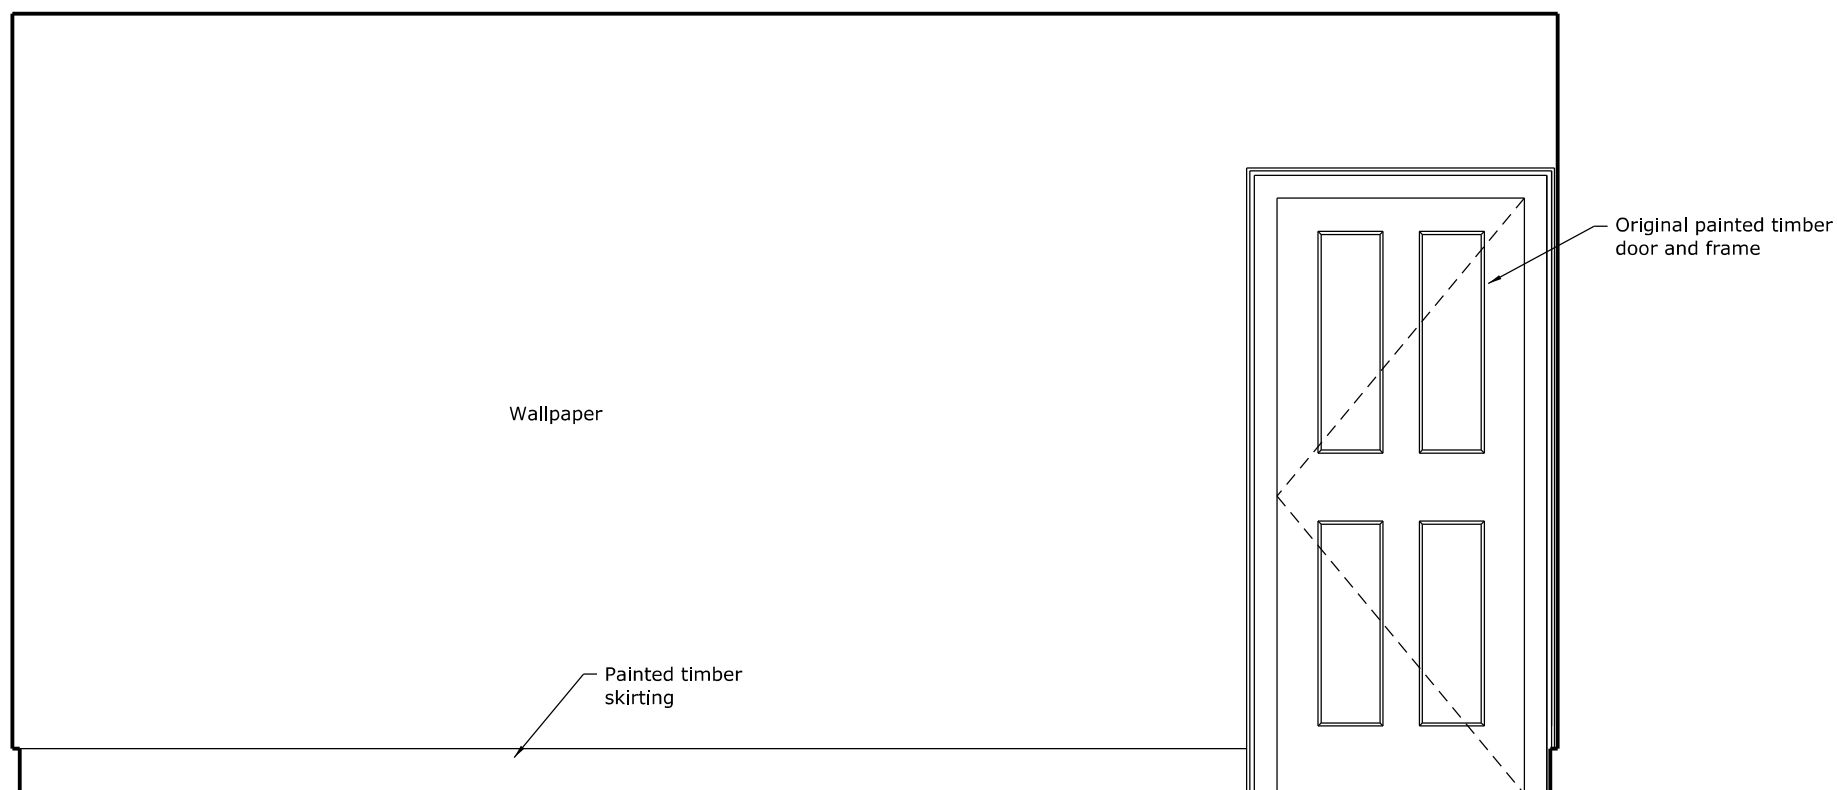 Original painted timber
door and frame
Wallpaper
Painted timber
skirting